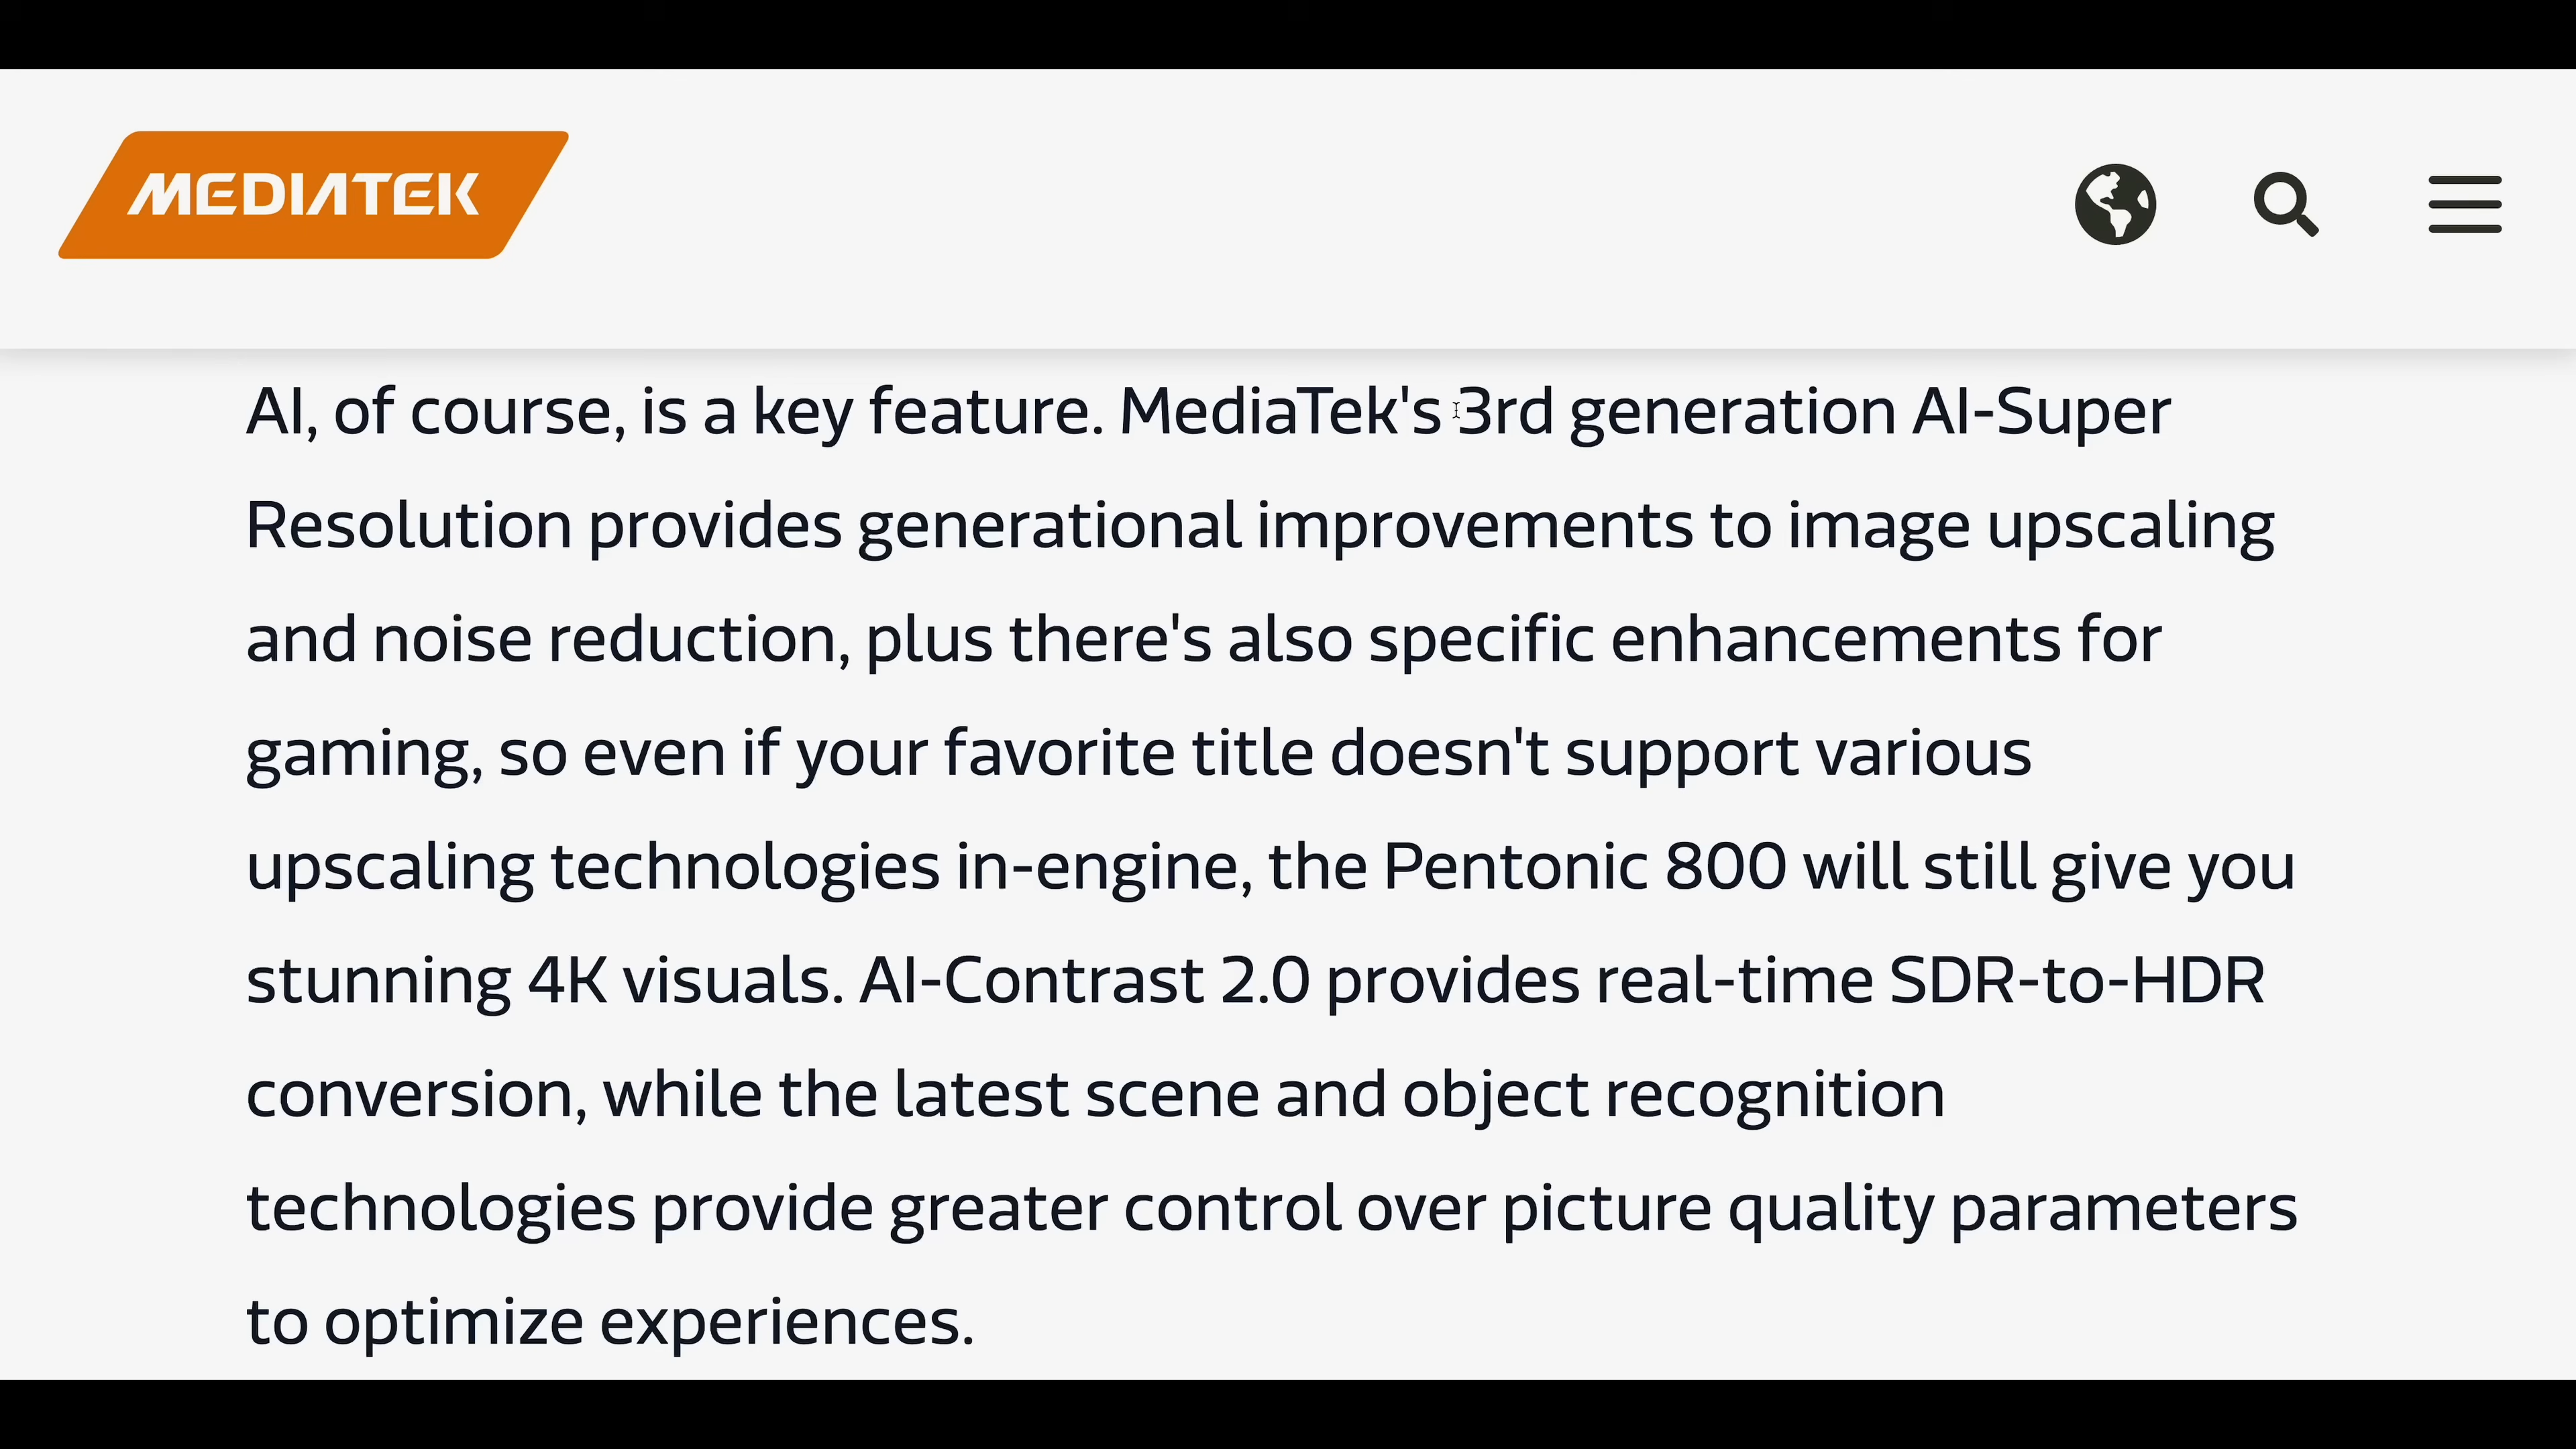 MEDIATEK
AI, of course, is a key feature. MediaTek's 3rd generation AI-Super
Resolution provides generational improvements to image upscaling
and noise reduction, plus there's also specific enhancements for
gaming, so even if your favorite title doesn't support various
upscaling technologies in-engine, the Pentonic 800 will still give you
stunning 4K visuals. AI-Contrast 2.0 provides real-time SDR-to-HDR
conversion, while the latest scene and object recognition
technologies provide greater control over picture quality parameters
to optimize experiences.